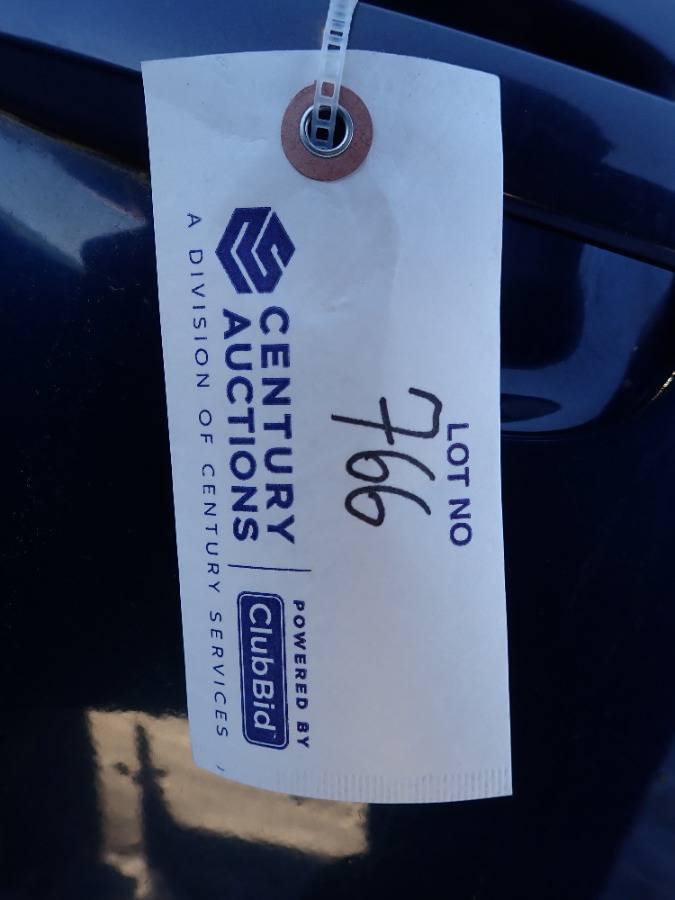 LOT NO
766
CENTURY
AUCTIONS
POWERED BY
ClubBid
A DIVISION OF CENTURY SERVICES